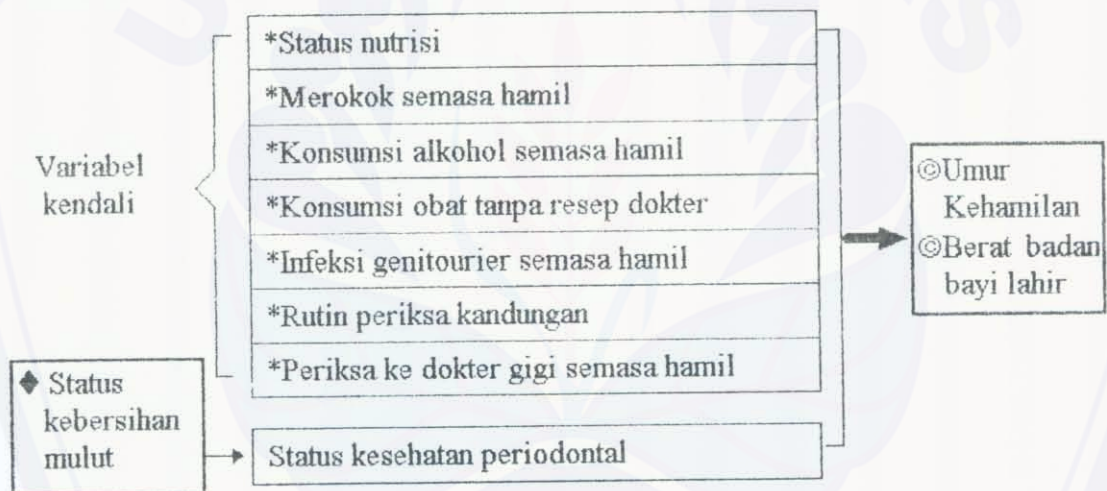 *Status nutrisi
*Merokok semasa hamil
*Konsumsi alkohol semasa hamil
*Konsumsi obat tanpa resep dokter
*Infeksi genitourier semasa hamil
*Rutin periksa kandungan
*Periksa ke dokter gigi semasa hamil
Variabel
kendali
◆ Status
kebersihan
mulut
Status kesehatan periodontal
©Umur
Kehamilan
©Berat badan
bayi lahir